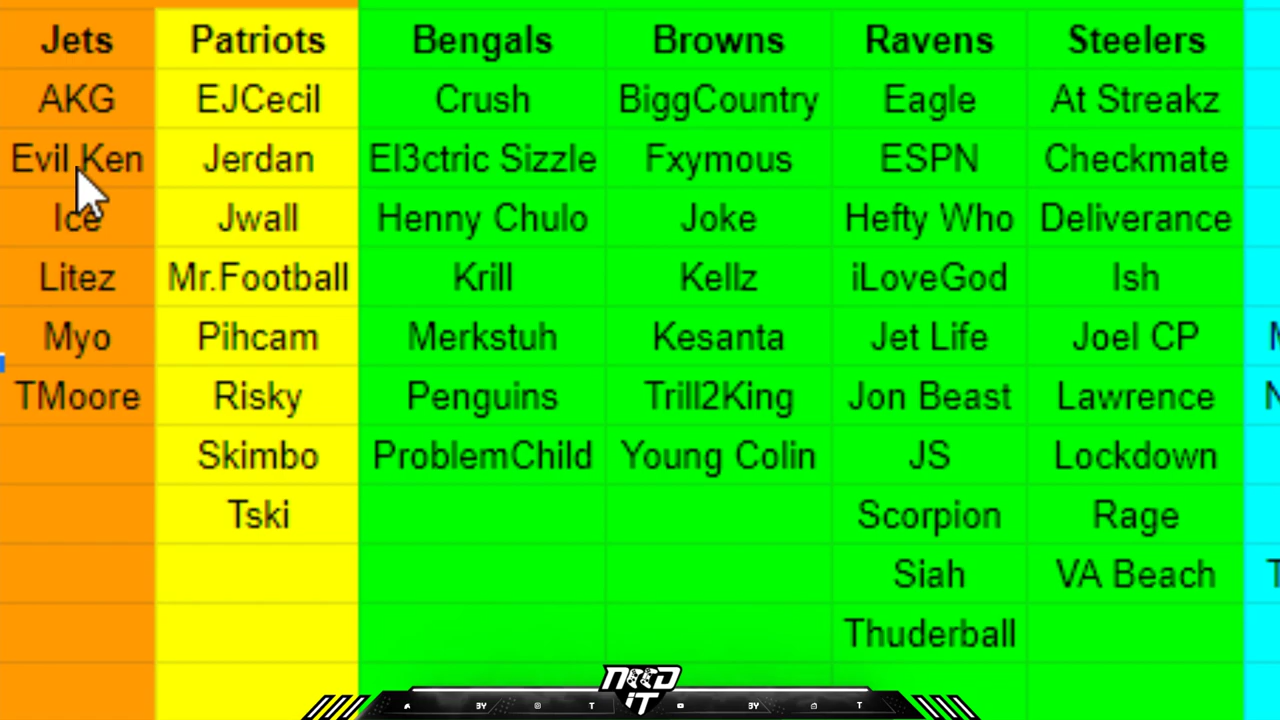 Jets Patriots Bengals Browns Ravens Steelers
AKG EJCecil Crush BiggCountry Eagle At Streakz
Evil Ken Jerdan El3ctric Sizzle Fxymous ESPN Checkmate
Ice Jwall Henny Chulo Joke Hefty Who Deliverance
Litez Mr.Football Krill Kellz iLoveGod Ish
Myo Pihcam Merkstuh Kesanta Jet Life Joel CP
TMoore Risky Penguins Trill2King Jon Beast Lawrence
Skimbo ProblemChild Young Colin JS Lockdown
Tski Scorpion Rage
Siah VA Beach
Thuderball
NEED
iT